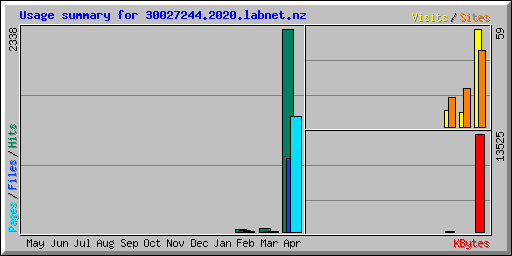 Usage summary for 30027244.2020.labnet.nz
Visits/Sites
2338
59
Pages/Files/Hits
13525
May Jun Jul Aug Sep Oct Nov Dec Jan Feb Mar Apr
KBytes